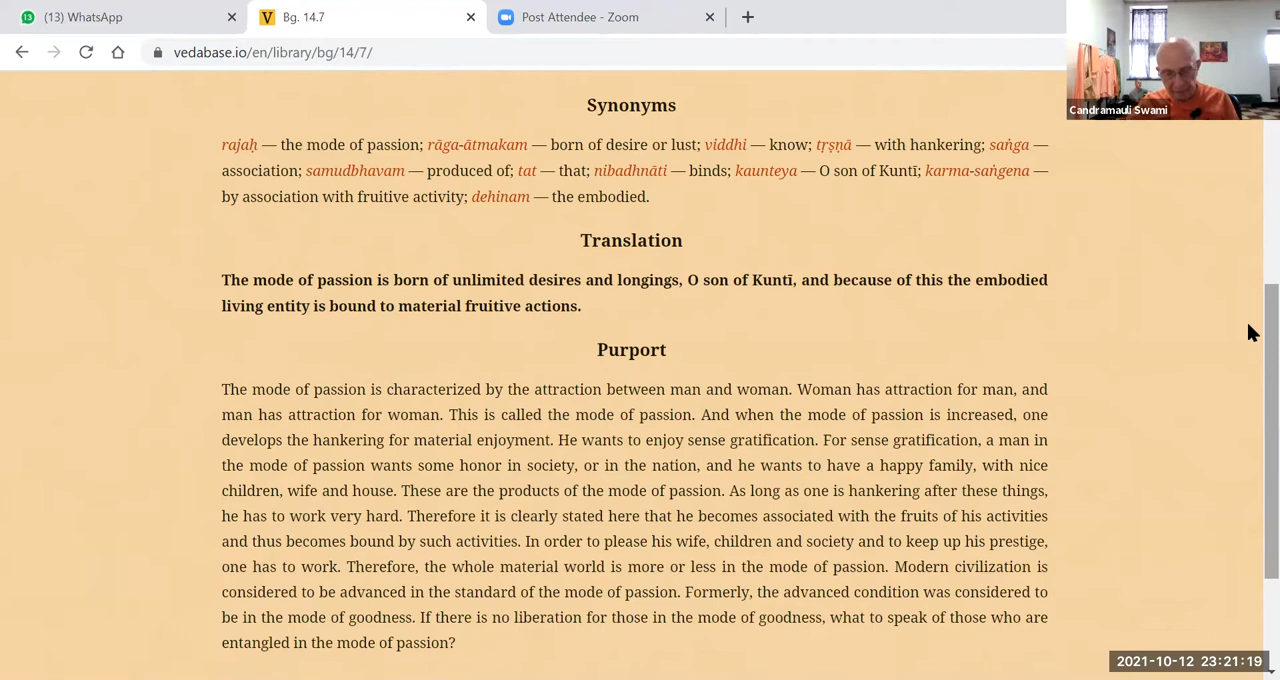 13 (13) WhatsApp
V Bg. 14.7
Post Attendee - Zoom
vedabase.io/en/library/bg/14/7/
Candramauli Swami
Synonyms
rajaḥ — the mode of passion; rāga-ātmakam — born of desire or lust; viddhi — know; tṛṣṇā — with hankering; saṅga —
association; samudbhavam — produced of; tat — that; nibadhnāti — binds; kaunteya — O son of Kuntī; karma-saṅgena —
by association with fruitive activity; dehinam — the embodied.
Translation
The mode of passion is born of unlimited desires and longings, O son of Kuntī, and because of this the embodied
living entity is bound to material fruitive actions.
Purport
The mode of passion is characterized by the attraction between man and woman. Woman has attraction for man, and
man has attraction for woman. This is called the mode of passion. And when the mode of passion is increased, one
develops the hankering for material enjoyment. He wants to enjoy sense gratification. For sense gratification, a man in
the mode of passion wants some honor in society, or in the nation, and he wants to have a happy family, with nice
children, wife and house. These are the products of the mode of passion. As long as one is hankering after these things,
he has to work very hard. Therefore it is clearly stated here that he becomes associated with the fruits of his activities
and thus becomes bound by such activities. In order to please his wife, children and society and to keep up his prestige,
one has to work. Therefore, the whole material world is more or less in the mode of passion. Modern civilization is
considered to be advanced in the standard of the mode of passion. Formerly, the advanced condition was considered to
be in the mode of goodness. If there is no liberation for those in the mode of goodness, what to speak of those who are
entangled in the mode of passion?
2021-10-12 23:21:19